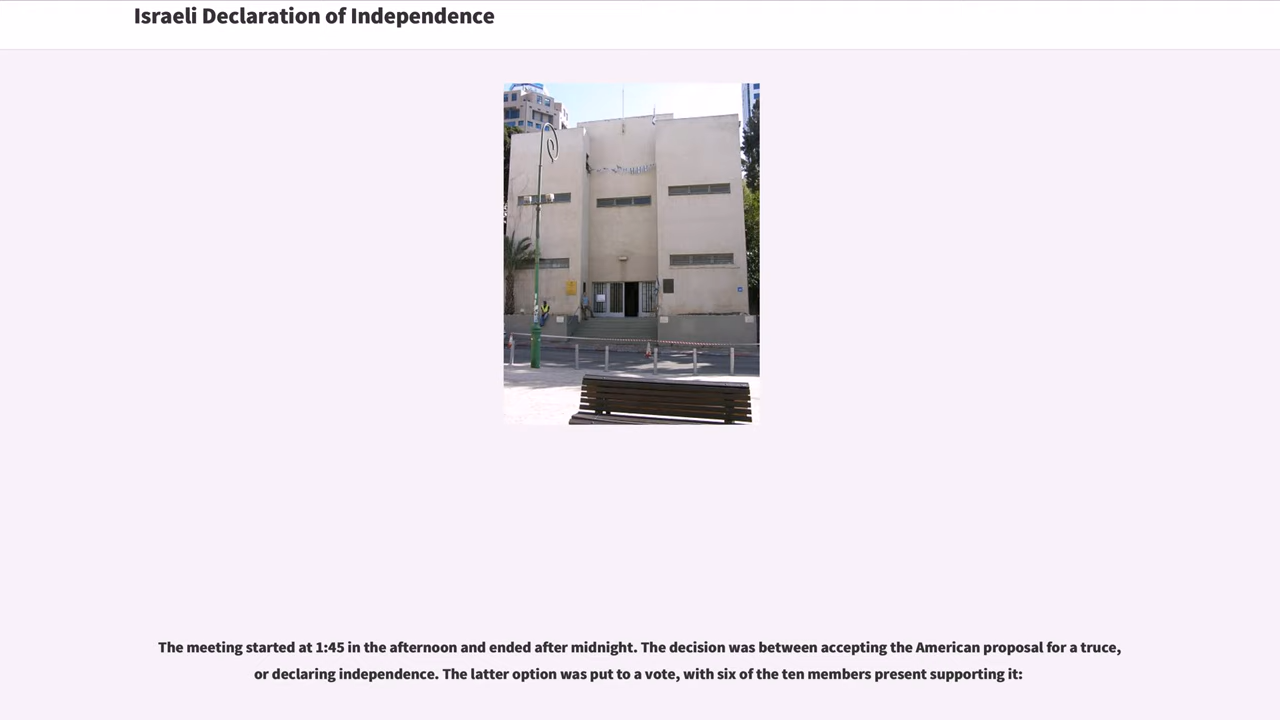 Israeli Declaration of Independence
The meeting started at 1:45 in the afternoon and ended after midnight. The decision was between accepting the American proposal for a truce,
or declaring independence. The latter option was put to a vote, with six of the ten members present supporting it: